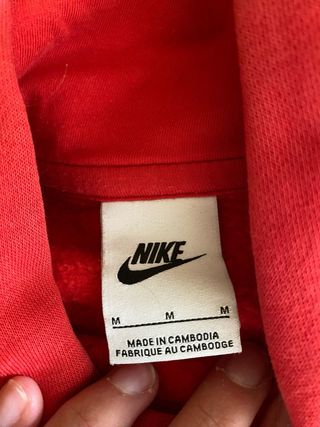 NIKE
M M M
MADE IN CAMBODIA
FABRIQUE AU CAMBODGE